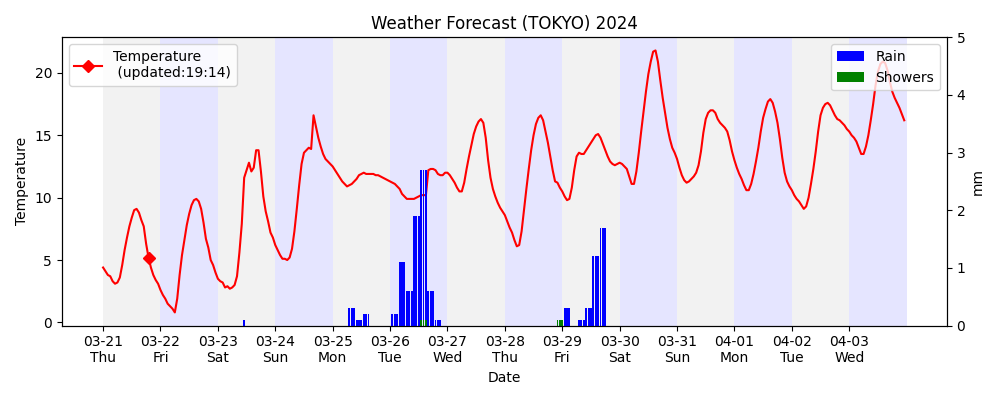 Weather Forecast (TOKYO) 2024
Temperature
(updated:19:14)
Rain
Showers
Temperature
20
15
10
5
0
5
4
3
2
1
0
mm
03-21 03-22 03-23 03-24 03-25 03-26 03-27 03-28 03-29 03-30 03-31 04-01 04-02 04-03
Thu Fri Sat Sun Mon Tue Wed Thu Fri Sat Sun Mon Tue Wed
Date